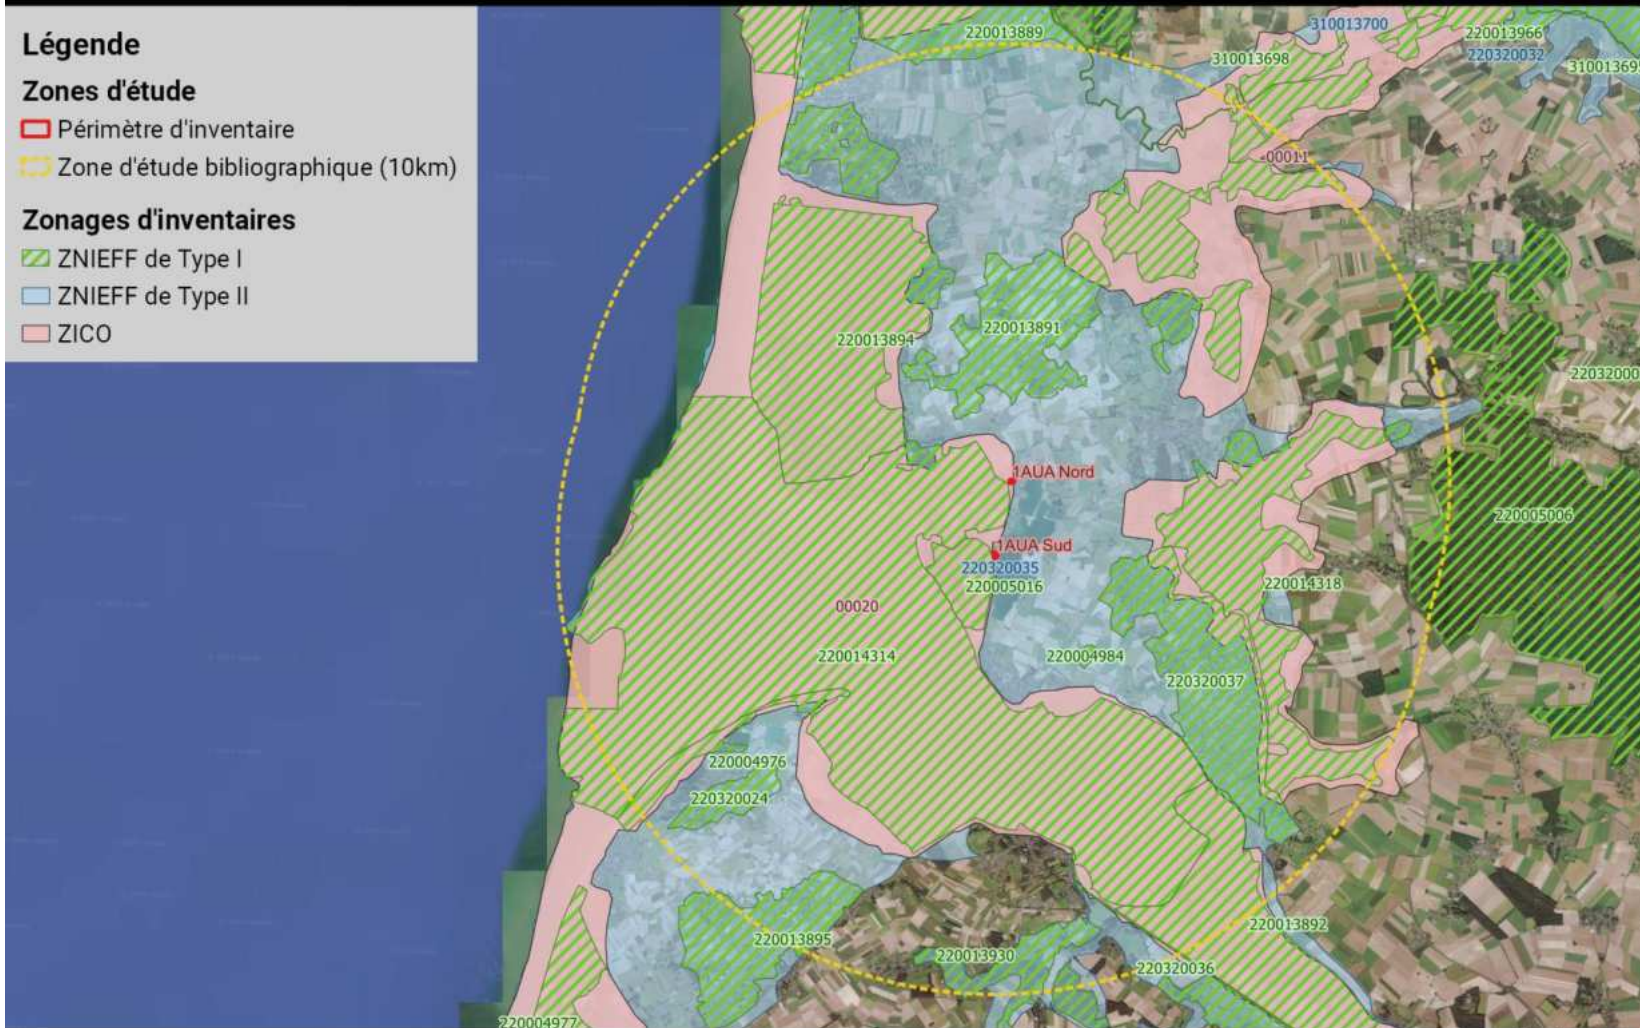 Légende
Zones d'étude
Périmètre d'inventaire
Zone d'étude bibliographique (10km)
Zonages d'inventaires
ZNIEFF de Type I
ZNIEFF de Type II
ZICO
310013700
220013889
220013966
310013698
220320032
31001369
00011
220013891
220013894
22032000
1AUA Nord
220005006
1AUA Sud
220320035
220005016
220014318
00020
220014314
220004984
220320037
220004976
220320024
220013892
220013895
220013930
220320036
220004977